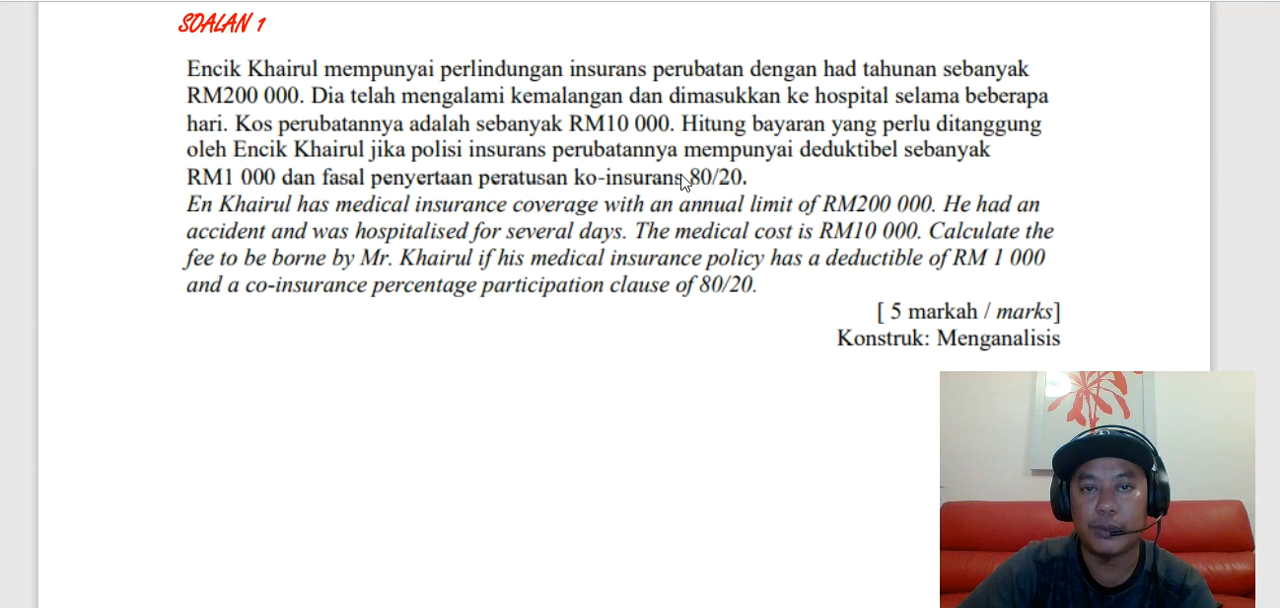 SOALAN 1
Encik Khairul mempunyai perlindungan insurans perubatan dengan had tahunan sebanyak
RM200 000. Dia telah mengalami kemalangan dan dimasukkan ke hospital selama beberapa
hari. Kos perubatannya adalah sebanyak RM10 000. Hitung bayaran yang perlu ditanggung
oleh Encik Khairul jika polisi insurans perubatannya mempunyai deduktibel sebanyak
RM1 000 dan fasal penyertaan peratusan ko-insurans 80/20.
En Khairul has medical insurance coverage with an annual limit of RM200 000. He had an
accident and was hospitalised for several days. The medical cost is RM10 000. Calculate the
fee to be borne by Mr. Khairul if his medical insurance policy has a deductible of RM 1 000
and a co-insurance percentage participation clause of 80/20.
[ 5 markah / marks]
Konstruk: Menganalisis